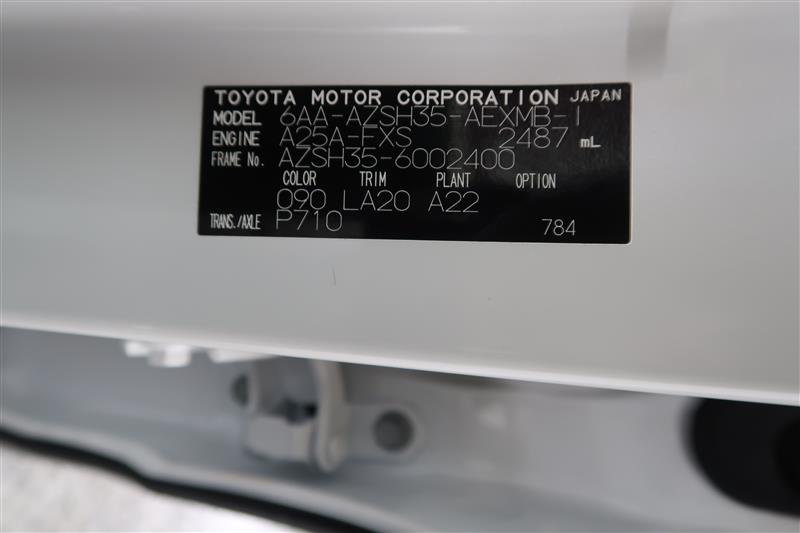 TOYOTA MOTOR CORPORATION JAPAN
MODEL 6AA-AZSH35-AEXMB-1
ENGINE A25A-FXS 2487 mL
FRAME No. AZSH35-6002400
COLOR TRIM PLANT OPTION
090 LA20 A22
TRANS./AXLE P710 784